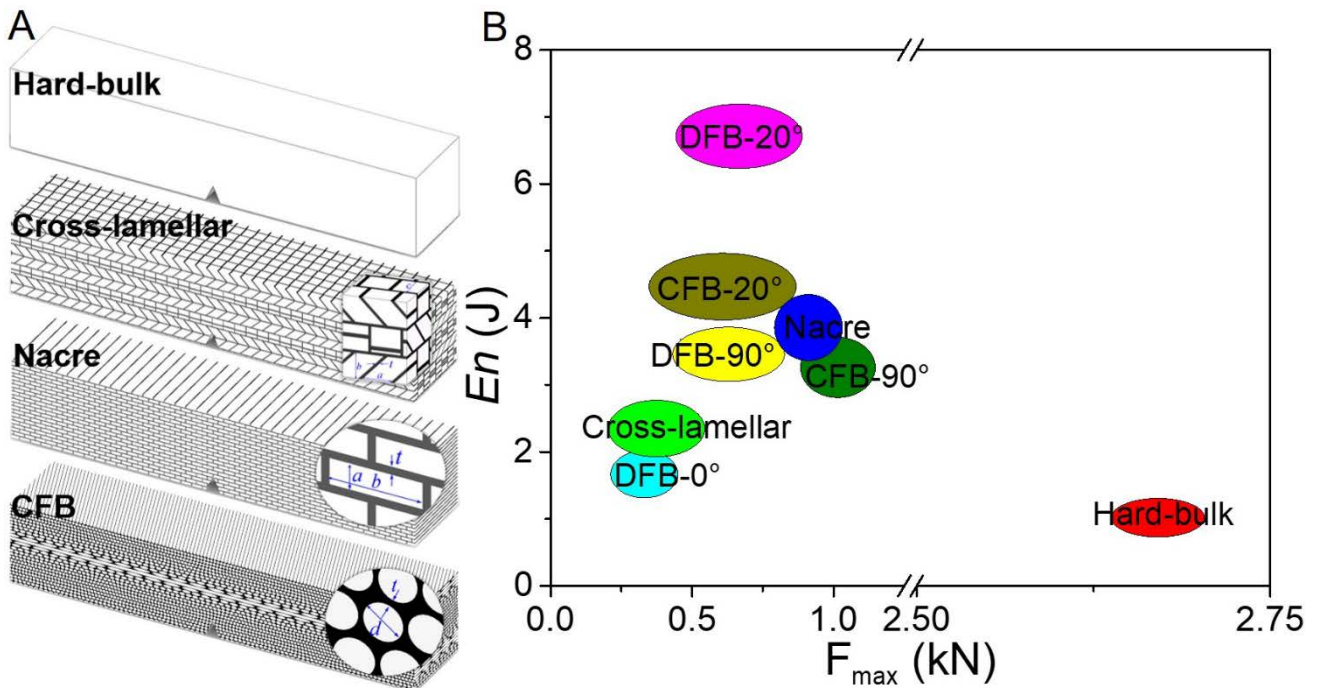 A
Hard-bulk
Cross-lamellar
Nacre
CFB
t
a
b
t
d
B
8
6
4
2
0
En (J)
DFB-20°
CFB-20°
Nacre
DFB-90°
CFB-90°
Cross-lamellar
DFB-0°
Hard-bulk
0.0 0.5 1.0 2.50 2.75
Fmax (kN)